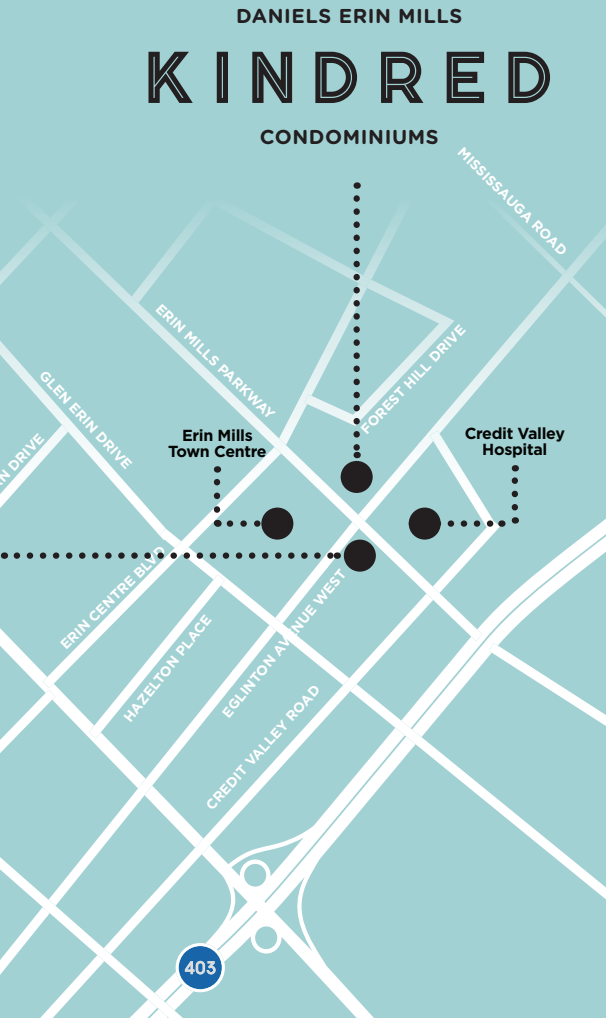 DANIELS ERIN MILLS
KINDRED
CONDOMINIUMS
MISSISSAUGA ROAD
ERIN MILLS PARKWAY
FOREST HILL DRIVE
GLEN ERIN DRIVE
N DRIVE
Erin Mills
Town Centre
Credit Valley
Hospital
ERIN CENTRE BLVD
HAZELTON PLACE
EGLINTON AVENUE WEST
CREDIT VALLEY ROAD
403